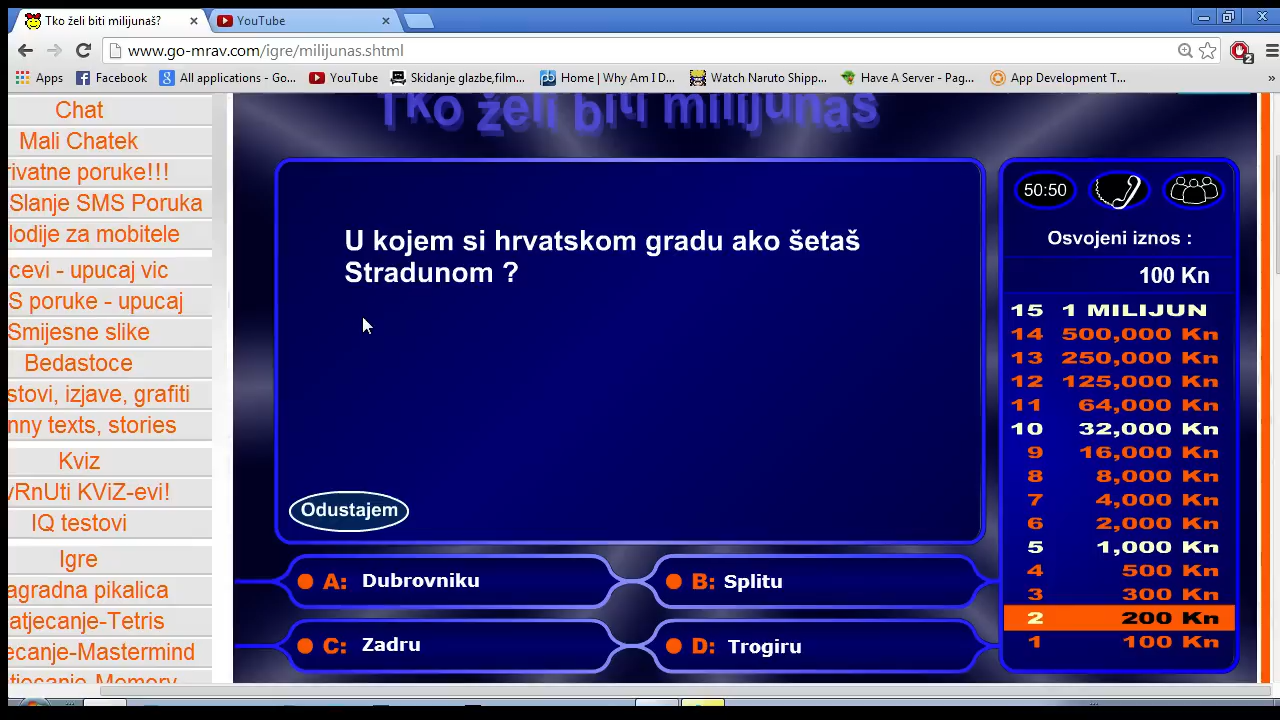 Tko želi biti milijunaš?
YouTube
www.go-mrav.com/igre/milijunas.shtml
2
Apps
Facebook
All applications - Go...
YouTube
Skidanje glazbe,film...
Home | Why Am I D...
Watch Naruto Shipp...
Have A Server - Pag...
App Development T...
»
Chat
Mali Chatek
rivatne poruke!!!
Slanje SMS Poruka
lodije za mobitele
cevi - upucaj vic
S poruke - upucaj
Smijesne slike
Bedastoce
stovi, izjave, grafiti
nny texts, stories
Kviz
vRnUti KViZ-evi!
IQ testovi
Igre
agradna pikalica
atjecanje-Tetris
ecanje-Mastermind
tjecanje-Memory
Tko želi biti milijunaš
U kojem si hrvatskom gradu ako šetaš
Stradunom ?
Odustajem
A: Dubrovniku
B: Splitu
C: Zadru
D: Trogiru
50:50
Osvojeni iznos :
100 Kn
15 1 MILIJUN
14 500,000 Kn
13 250,000 Kn
12 125,000 Kn
11 64,000 Kn
10 32,000 Kn
9 16,000 Kn
8 8,000 Kn
7 4,000 Kn
6 2,000 Kn
5 1,000 Kn
4 500 Kn
3 300 Kn
2 200 Kn
1 100 Kn